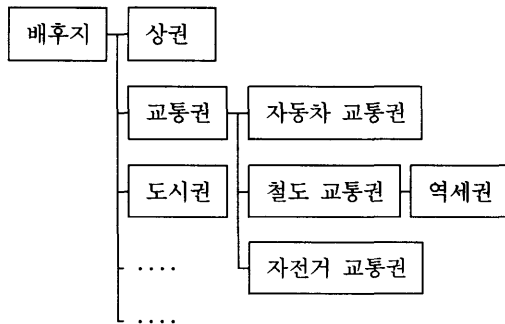 배후지 상권
교통권 자동차 교통권
도시권 철도 교통권 역세권
.... 자전거 교통권
....